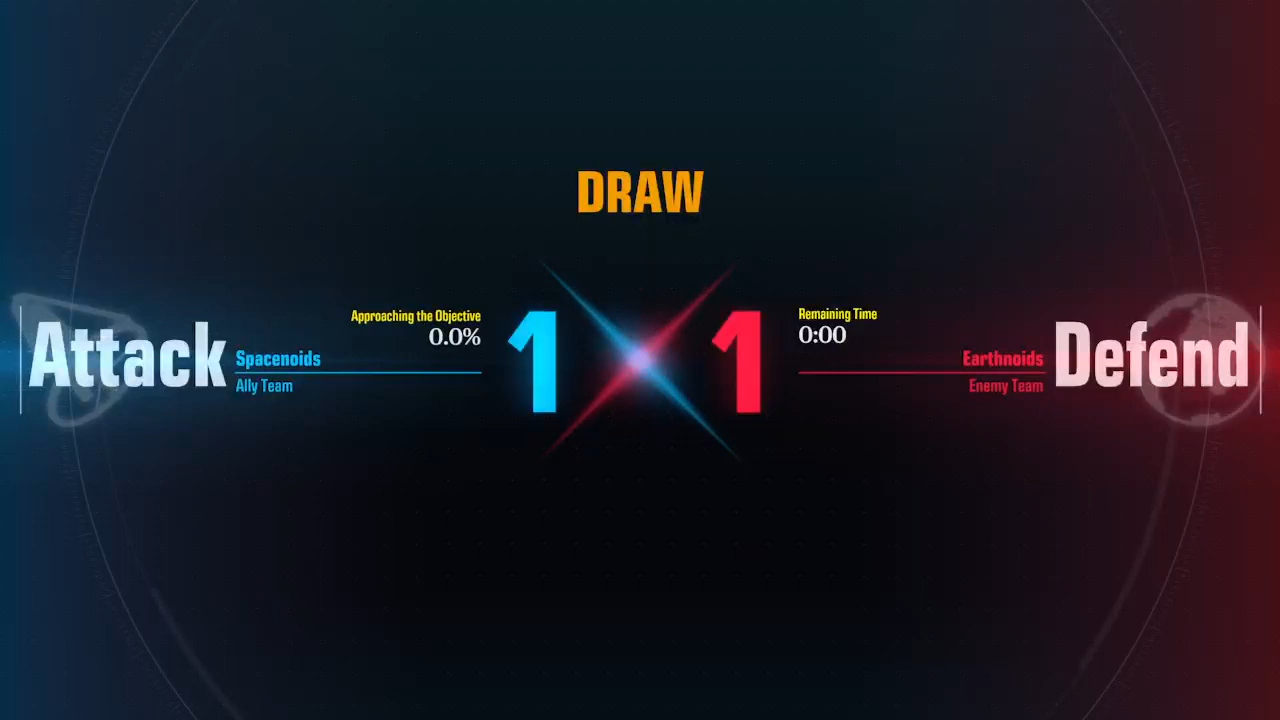 DRAW
Approaching the Objective
0.0%
1
1
Remaining Time
0:00
Attack
Spacenoids
Ally Team
Earthnoids
Enemy Team
Defend